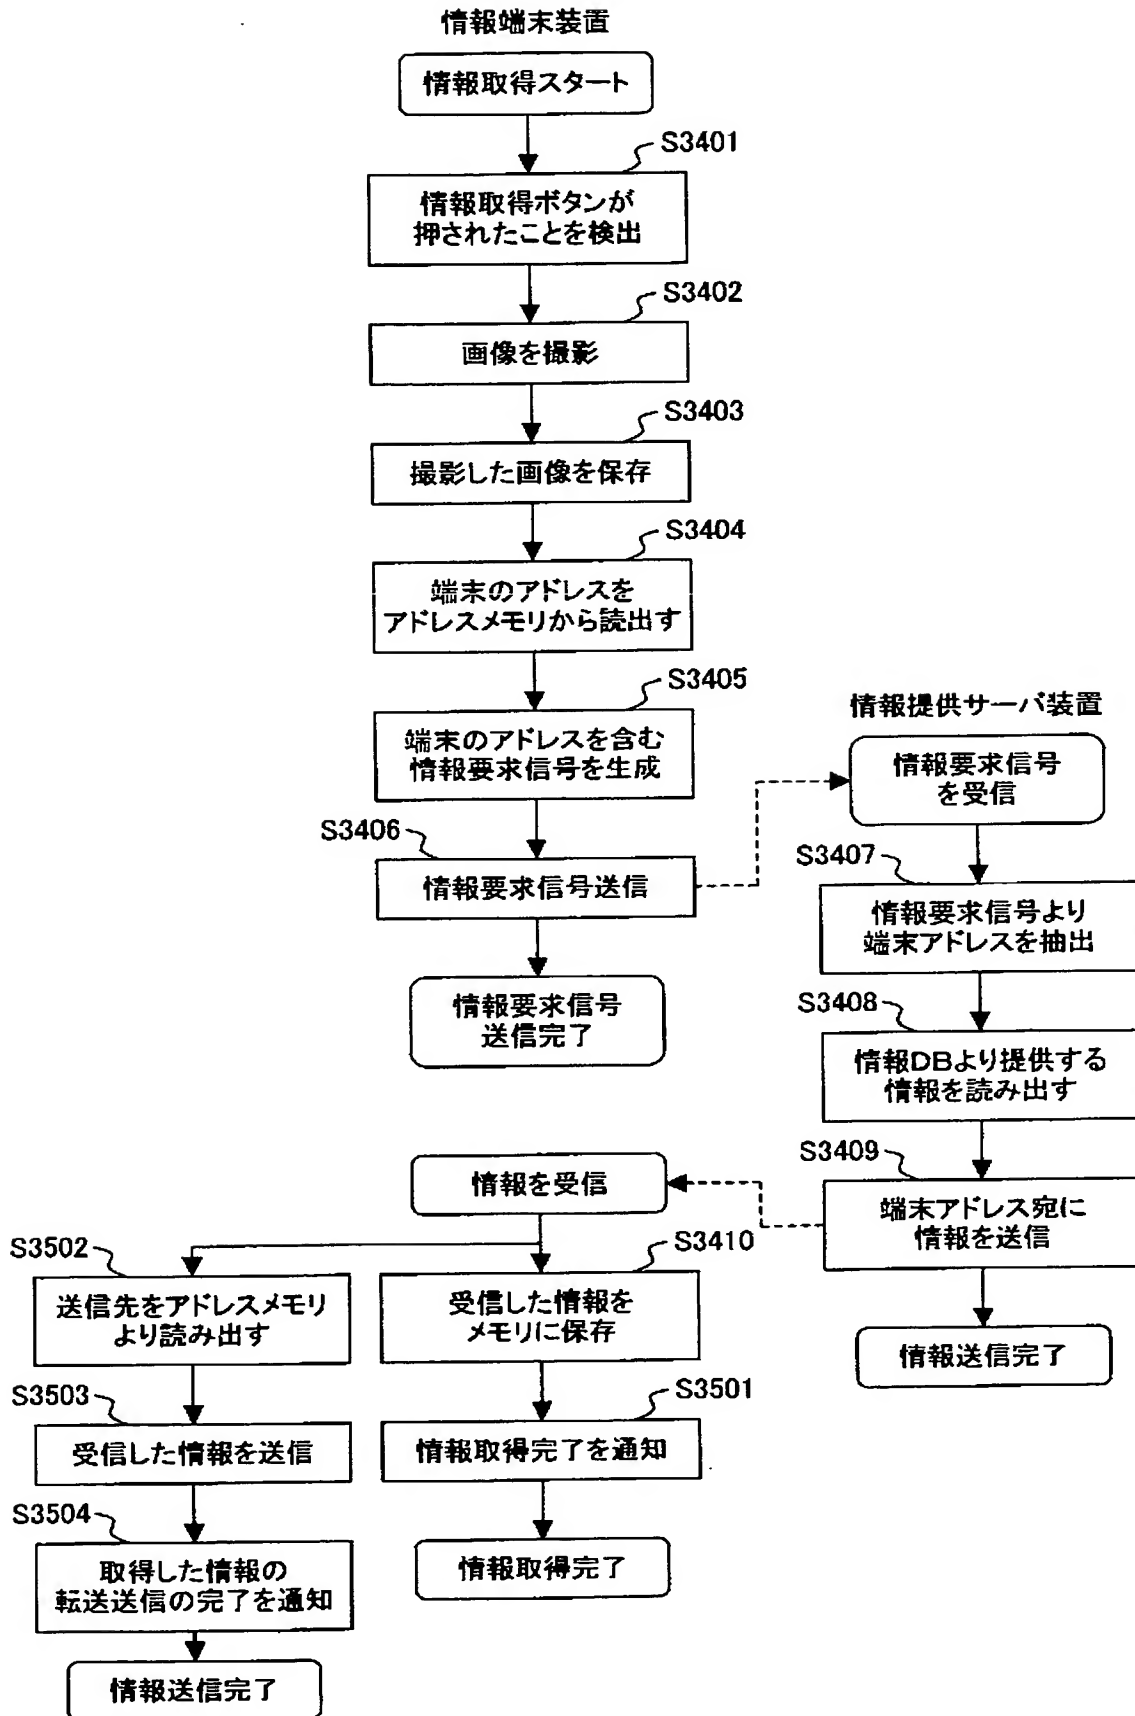 情報端末装置
情報取得スタート
S3401
情報取得ボタンが
押されたことを検出
S3402
画像を撮影
S3403
撮影した画像を保存
S3404
端末のアドレスを
アドレスメモリから読出す
S3405
端末のアドレスを含む
情報要求信号を生成
S3406
情報要求信号送信
情報要求信号
送信完了
情報提供サーバ装置
情報要求信号
を受信
S3407
情報要求信号より
端末アドレスを抽出
S3408
情報DBより提供する
情報を読み出す
S3409
端末アドレス宛に
情報を送信
情報送信完了
情報を受信
S3410
受信した情報を
メモリに保存
S3501
情報取得完了を通知
情報取得完了
S3502
送信先をアドレスメモリ
より読み出す
S3503
受信した情報を送信
S3504
取得した情報の
転送送信の完了を通知
情報送信完了